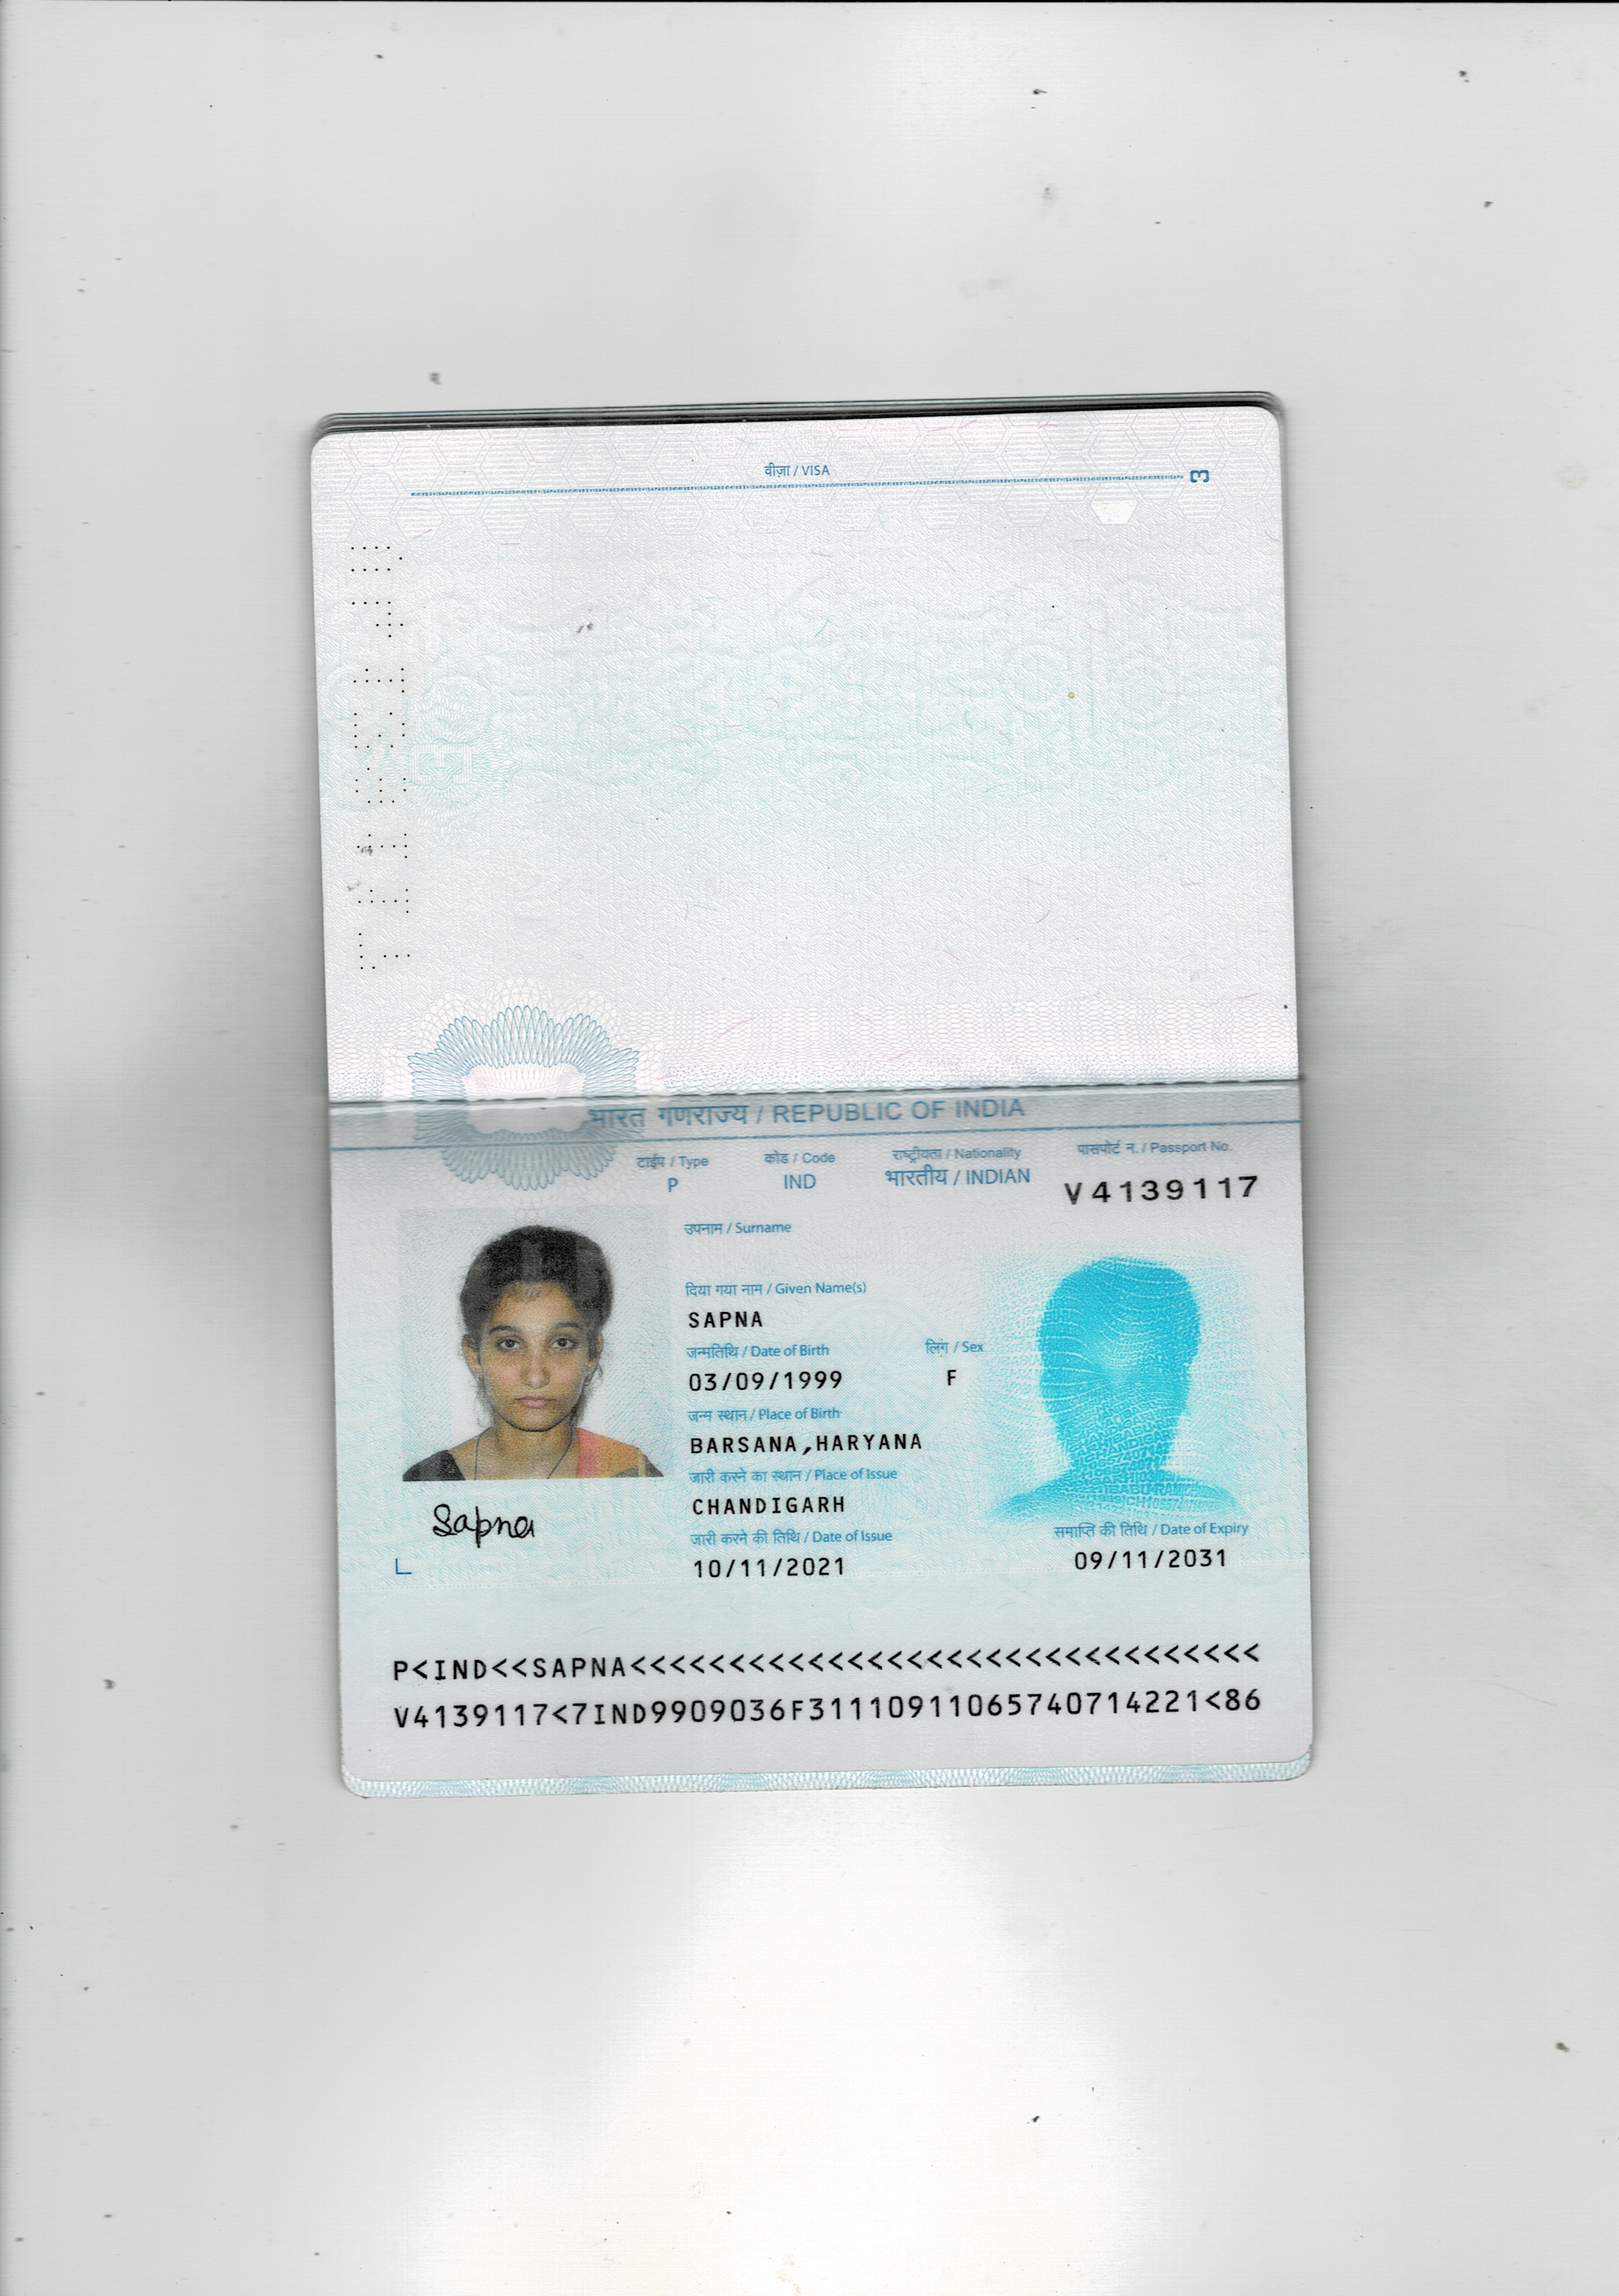 वीज़ा / VISA
3
भारत गणराज्य / REPUBLIC OF INDIA
टाईप / Type कोड / Code राष्ट्रीयता / Nationality पासपोर्ट न. / Passport No.
P IND भारतीय / INDIAN V4139117
उपनाम / Surname
दिया गया नाम / Given Name(s)
SAPNA
जन्मतिथि / Date of Birth लिंग / Sex
03/09/1999 F
जन्म स्थान / Place of Birth
BARSANA,HARYANA
जारी करने का स्थान / Place of Issue
CHANDIGARH
Sapna
जारी करने की तिथि / Date of Issue समाप्ति की तिथि / Date of Expiry
10/11/2021 09/11/2031
P<IND<<SAPNA<<<<<<<<<<<<<<<<<<<<<<<<<<<<<<<<
V4139117<7IND9909036F31110911065740714221<86